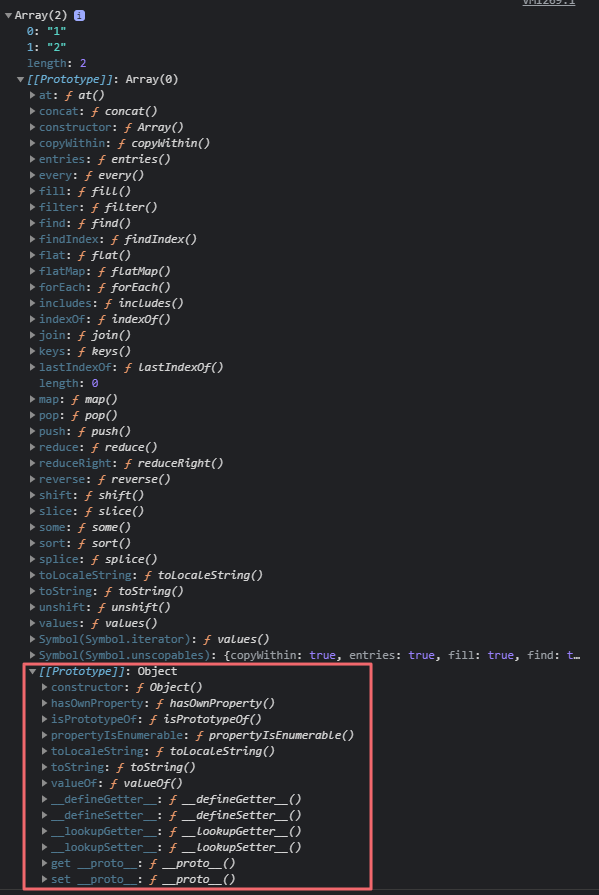 VM1269:1
Array(2) i
0: "1"
1: "2"
length: 2
[[Prototype]]: Array(0)
at: ƒ at()
concat: ƒ concat()
constructor: ƒ Array()
copyWithin: ƒ copyWithin()
entries: ƒ entries()
every: ƒ every()
fill: ƒ fill()
filter: ƒ filter()
find: ƒ find()
findIndex: ƒ findIndex()
flat: ƒ flat()
flatMap: ƒ flatMap()
forEach: ƒ forEach()
includes: ƒ includes()
indexOf: ƒ indexOf()
join: ƒ join()
keys: ƒ keys()
lastIndexOf: ƒ lastIndexOf()
length: 0
map: ƒ map()
pop: ƒ pop()
push: ƒ push()
reduce: ƒ reduce()
reduceRight: ƒ reduceRight()
reverse: ƒ reverse()
shift: ƒ shift()
slice: ƒ slice()
some: ƒ some()
sort: ƒ sort()
splice: ƒ splice()
toLocaleString: ƒ toLocaleString()
toString: ƒ toString()
unshift: ƒ unshift()
values: ƒ values()
Symbol(Symbol.iterator): ƒ values()
Symbol(Symbol.unscopables): {copyWithin: true, entries: true, fill: true, find: t…
[[Prototype]]: Object
constructor: ƒ Object()
hasOwnProperty: ƒ hasOwnProperty()
isPrototypeOf: ƒ isPrototypeOf()
propertyIsEnumerable: ƒ propertyIsEnumerable()
toLocaleString: ƒ toLocaleString()
toString: ƒ toString()
valueOf: ƒ valueOf()
__defineGetter__: ƒ __defineGetter__()
__defineSetter__: ƒ __defineSetter__()
__lookupGetter__: ƒ __lookupGetter__()
__lookupSetter__: ƒ __lookupSetter__()
get __proto__: ƒ __proto__()
set __proto__: ƒ __proto__()